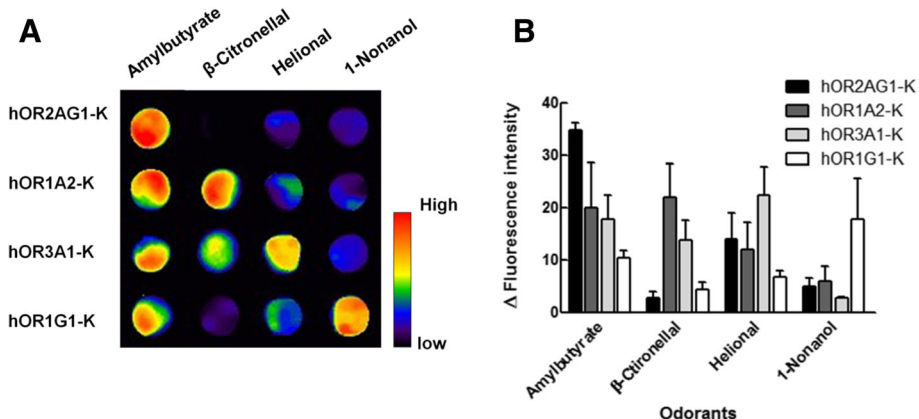 A
Amylbutyrate
β-Citronellal
Helional
1-Nonanol
hOR2AG1-K
hOR1A2-K
hOR3A1-K
hOR1G1-K
High
low
B
hOR2AG1-K
hOR1A2-K
hOR3A1-K
hOR1G1-K
Δ Fluorescence intensity
40
30
20
10
0
Amylbutyrate
β-Ctironellal
Helional
1-Nonanol
Odorants